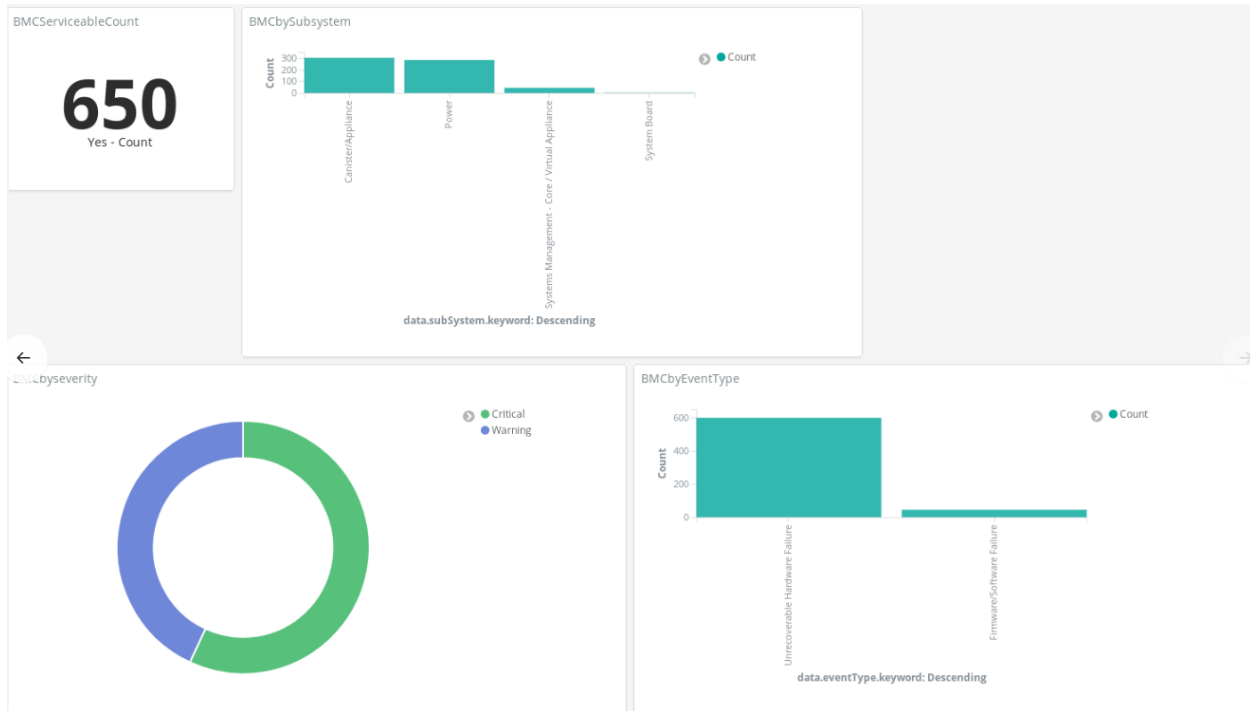 BMCServiceableCount
650
Yes - Count
BMCbySubsystem
Count
300
200
100
0
Canister/Appliance
Power
Systems Management - Core / Virtual Appliance
System Board
data.subSystem.keyword: Descending
Count
BMCbyseverity
Critical
Warning
BMCbyEventType
Count
600
400
200
0
Unrecoverable Hardware Failure
Firmware/Software Failure
data.eventType.keyword: Descending
Count